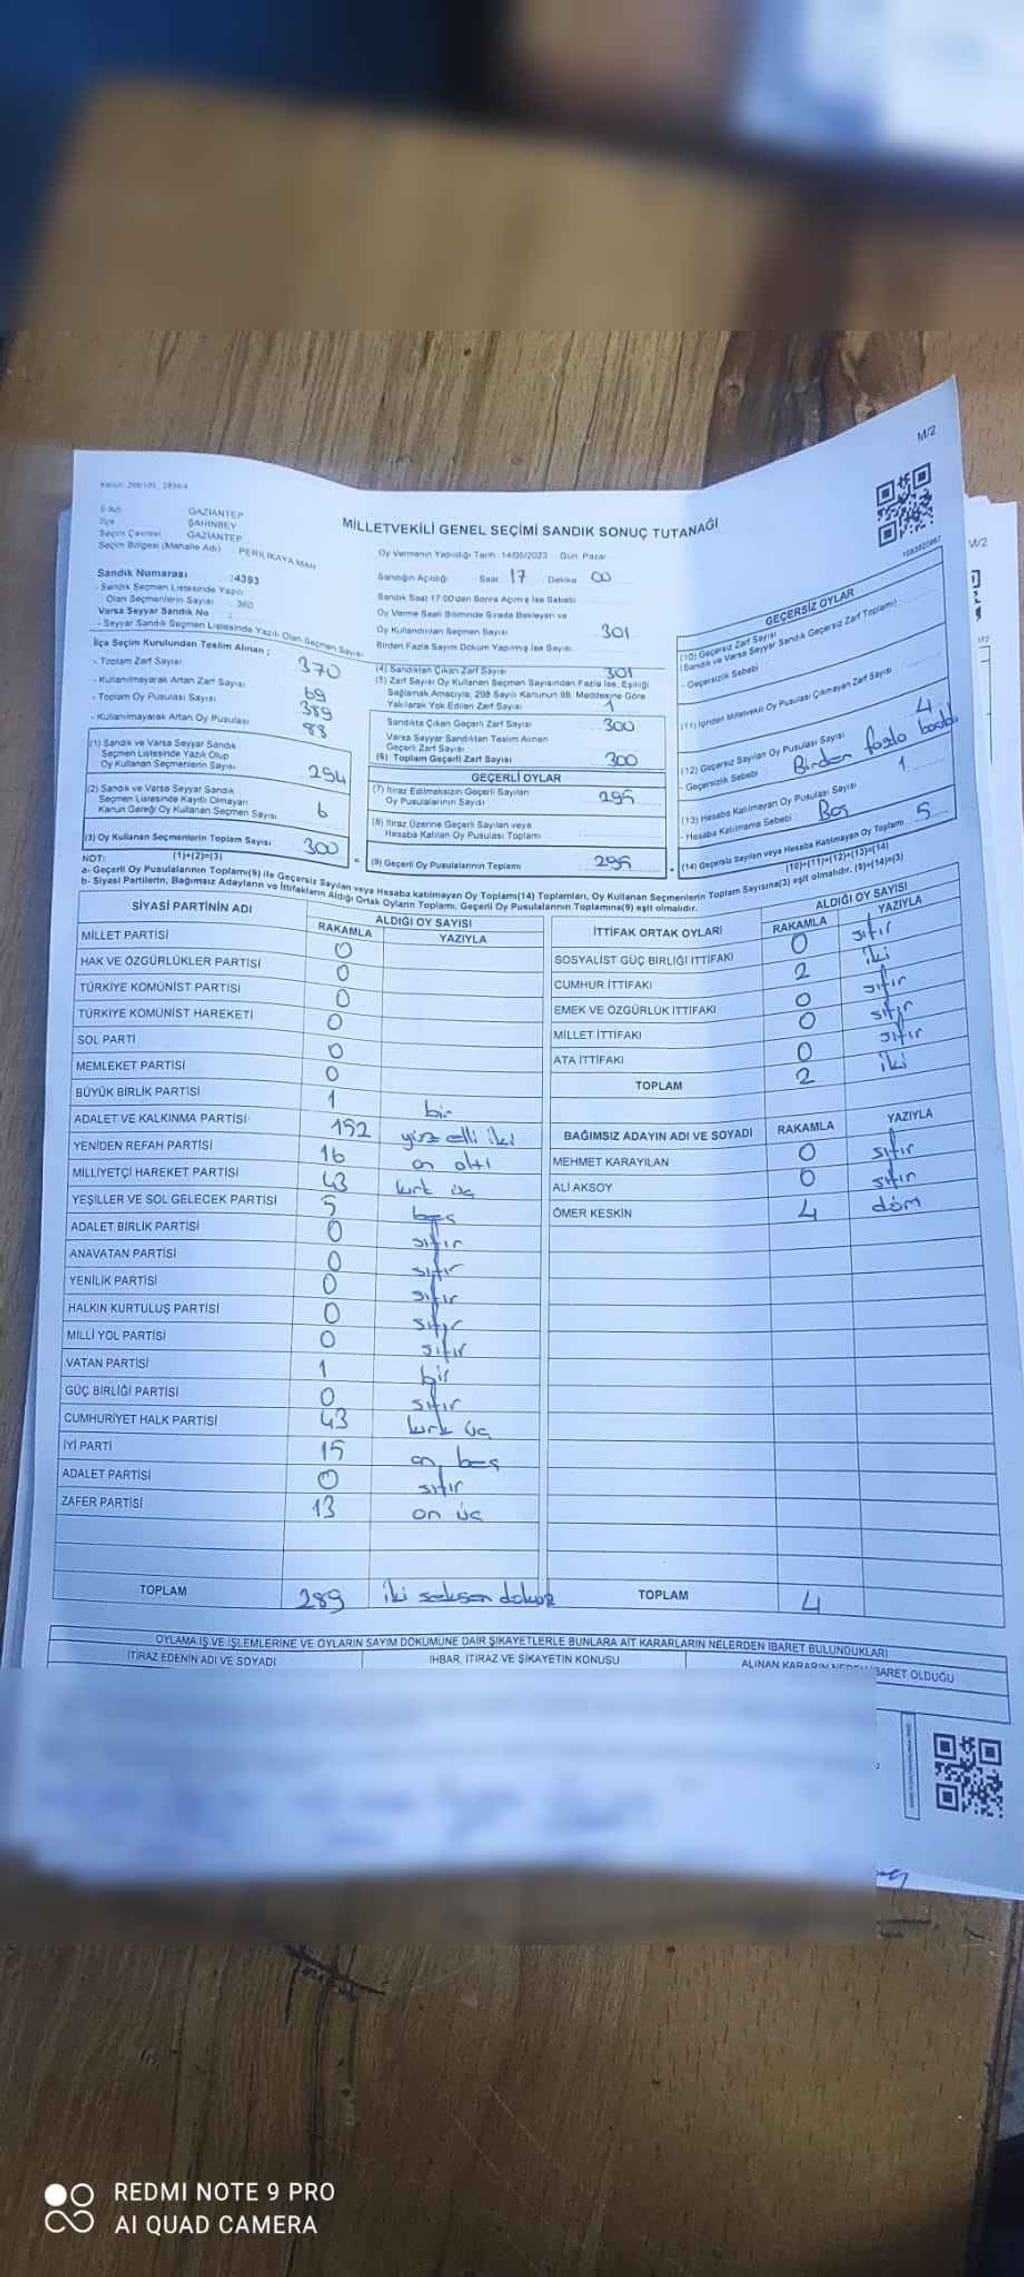 M/2
İl Adı GAZİANTEP
İlçe ŞAHİNBEY
Seçim Çevresi GAZİANTEP
Seçim Bölgesi (Mahalle Adı) PERİLİKAYA MAH
MİLLETVEKİLİ GENEL SEÇİMİ SANDIK SONUÇ TUTANAĞI
Oy Vermenin Yapıldığı Tarih : 14/05/2023 Gün: Pazar
Sandık Numarası : 4393
- Sandık Seçmen Listesinde Yazılı
Olan Seçmenlerin Sayısı 360
Varsa Seyyar Sandık No :
- Seyyar Sandık Seçmen Listesinde Yazılı Olan Seçmen Sayısı
Sandığın Açıldığı Saat 17 Dakika 00
Sandık Saat 17:00'den Sonra Açılmış İse Sebebi
Oy Verme Saati Bitiminde Sırada Bekleyen ve
Oy Kullandırılan Seçmen Sayısı 301
Birden Fazla Sayım Döküm Yapılmış İse Sayısı
İlçe Seçim Kurulundan Teslim Alınan ;
- Toplam Zarf Sayısı 370
- Kullanılmayarak Artan Zarf Sayısı 69
- Toplam Oy Pusulası Sayısı 389
- Kullanılmayarak Artan Oy Pusulası 88
(1) Sandık ve Varsa Seyyar Sandık
Seçmen Listesinde Yazılı Olup
Oy Kullanan Seçmenlerin Sayısı 294
(2) Sandık ve Varsa Seyyar Sandık
Seçmen Listesinde Kayıtlı Olmayan
Kanun Gereği Oy Kullanan Seçmen Sayısı 6
(3) Oy Kullanan Seçmenlerin Toplam Sayısı 300
(1)+(2)=(3)
(4) Sandıktan Çıkan Zarf Sayısı 301
(5) Zarf Sayısı Oy Kullanan Seçmen Sayısından Fazla İse, Eşitliği
Sağlamak Amacıyla, 298 Sayılı Kanunun 98. Maddesine Göre
Yakılarak Yok Edilen Zarf Sayısı 1
Sandıkta Çıkan Geçerli Zarf Sayısı 300
Varsa Seyyar Sandıktan Teslim Alınan
Geçerli Zarf Sayısı
(6) Toplam Geçerli Zarf Sayısı 300
GEÇERLİ OYLAR
(7) İtiraz Edilmeksizin Geçerli Sayılan
Oy Pusulalarının Sayısı 295
(8) İtiraz Üzerine Geçerli Sayılan veya
Hesaba Katılan Oy Pusulası Toplamı
(9) Geçerli Oy Pusulalarının Toplamı 295
GEÇERSİZ OYLAR
(10) Geçersiz Zarf Sayısı
(Sandık ve Varsa Seyyar Sandık Geçersiz Zarf Toplamı)
- Geçersizlik Sebebi
(11) İçinden Milletvekili Oy Pusulası Çıkmayan Zarf Sayısı
(12) Geçersiz Sayılan Oy Pusulası Sayısı 4
- Geçersizlik Sebebi Birden fazla
(13) Hesaba Katılmayan Oy Pusulası Sayısı 1
- Hesaba Katılmama Sebebi Boş
(14) Geçersiz Sayılan veya Hesaba Katılmayan Oy Toplamı 5
(10)+(11)+(12)+(13)=(14)
NOT:
a- Geçerli Oy Pusulalarının Toplamı(9) ile Geçersiz Sayılan veya Hesaba katılmayan Oy Toplamı(14) Toplamları, Oy Kullanan Seçmenlerin Toplam Sayısına(3) eşit olmalıdır. (9)+(14)=(3)
b- Siyasi Partilerin, Bağımsız Adayların ve İttifakların Aldığı Ortak Oyların Toplamı, Geçerli Oy Pusulalarının Toplamına(9) eşit olmalıdır.
SİYASİ PARTİNİN ADI ALDIĞI OY SAYISI
RAKAMLA YAZIYLA
MİLLET PARTİSİ 0
HAK VE ÖZGÜRLÜKLER PARTİSİ 0
TÜRKİYE KOMÜNİST PARTİSİ 0
TÜRKİYE KOMÜNİST HAREKETİ 0
SOL PARTİ 0
MEMLEKET PARTİSİ 0
BÜYÜK BİRLİK PARTİSİ 1 bir
ADALET VE KALKINMA PARTİSİ 152 yüz elli iki
YENİDEN REFAH PARTİSİ 16 on altı
MİLLİYETÇİ HAREKET PARTİSİ 43 kırk üç
YEŞİLLER VE SOL GELECEK PARTİSİ 5 beş
ADALET BİRLİK PARTİSİ 0 sıfır
ANAVATAN PARTİSİ 0 sıfır
YENİLİK PARTİSİ 0 sıfır
HALKIN KURTULUŞ PARTİSİ 0 sıfır
MİLLİ YOL PARTİSİ 0 sıfır
VATAN PARTİSİ 1 bir
GÜÇ BİRLİĞİ PARTİSİ 0 sıfır
CUMHURİYET HALK PARTİSİ 43 kırk üç
İYİ PARTİ 15 on beş
ADALET PARTİSİ 0 sıfır
ZAFER PARTİSİ 13 on üç
TOPLAM 289 iki seksen dokuz
İTTİFAK ORTAK OYLARI ALDIĞI OY SAYISI
RAKAMLA YAZIYLA
SOSYALİST GÜÇ BİRLİĞİ İTTİFAKI 0 sıfır
CUMHUR İTTİFAKI 2 iki
EMEK VE ÖZGÜRLÜK İTTİFAKI 0 sıfır
MİLLET İTTİFAKI 0 sıfır
ATA İTTİFAKI 0 sıfır
TOPLAM 2 iki
BAĞIMSIZ ADAYIN ADI VE SOYADI RAKAMLA YAZIYLA
MEHMET KARAYILAN 0 sıfır
ALİ AKSOY 0 sıfır
ÖMER KESKİN 4 döm
TOPLAM 4
OYLAMA İŞ VE İŞLEMLERİNE VE OYLARIN SAYIM DÖKÜMÜNE DAİR ŞİKAYETLERLE BUNLARA AİT KARARLARIN NELERDEN İBARET BULUNDUKLARI
İTİRAZ EDENİN ADI VE SOYADI İHBAR, İTİRAZ VE ŞİKAYETİN KONUSU ALINAN KARARIN OLDUĞU
M/2
REDMI NOTE 9 PRO
AI QUAD CAMERA